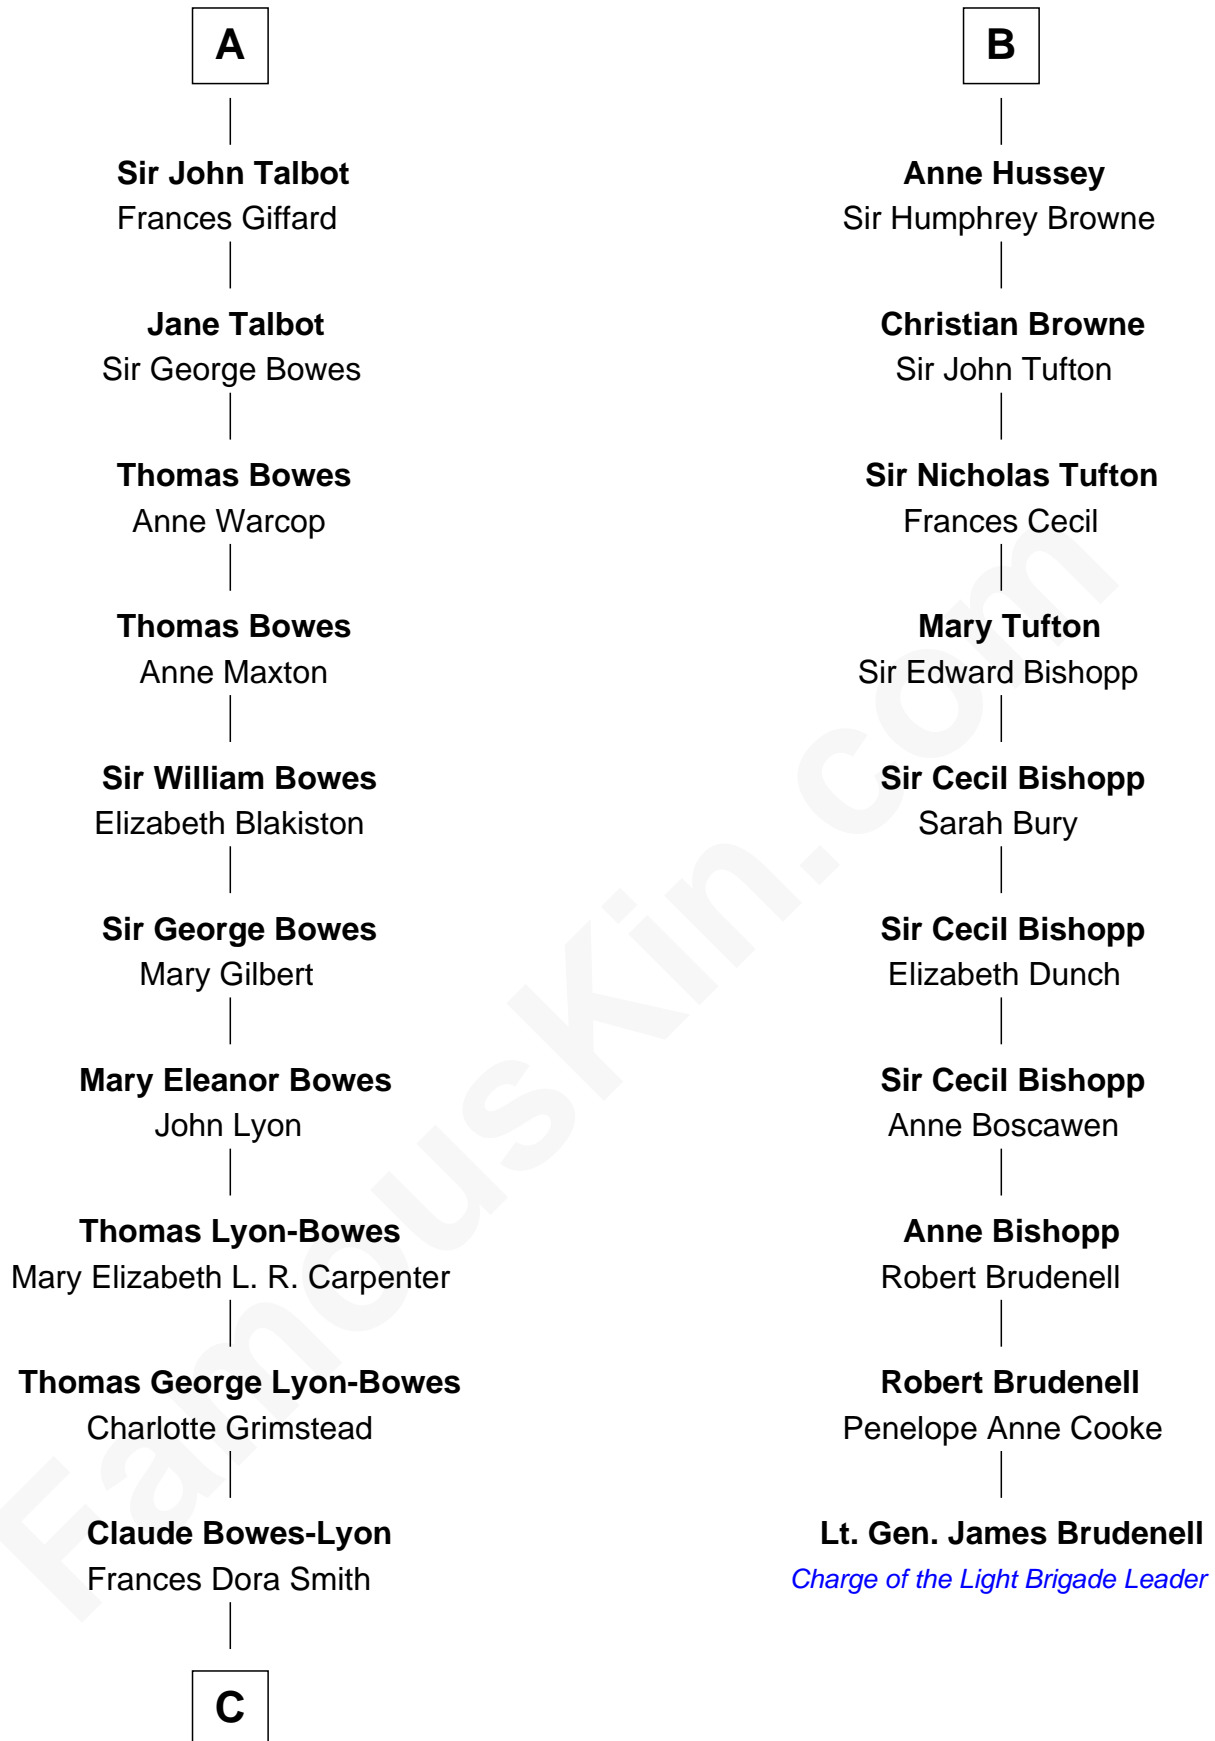 A
Sir John Talbot
Frances Giffard
Jane Talbot
Sir George Bowes
Thomas Bowes
Anne Warcop
Thomas Bowes
Anne Maxton
Sir William Bowes
Elizabeth Blakiston
Sir George Bowes
Mary Gilbert
Mary Eleanor Bowes
John Lyon
Thomas Lyon-Bowes
Mary Elizabeth L. R. Carpenter
Thomas George Lyon-Bowes
Charlotte Grimstead
Claude Bowes-Lyon
Frances Dora Smith
C
B
Anne Hussey
Sir Humphrey Browne
Christian Browne
Sir John Tufton
Sir Nicholas Tufton
Frances Cecil
Mary Tufton
Sir Edward Bishopp
Sir Cecil Bishopp
Sarah Bury
Sir Cecil Bishopp
Elizabeth Dunch
Sir Cecil Bishopp
Anne Boscawen
Anne Bishopp
Robert Brudenell
Robert Brudenell
Penelope Anne Cooke
Lt. Gen. James Brudenell
Charge of the Light Brigade Leader
FamousKin.com